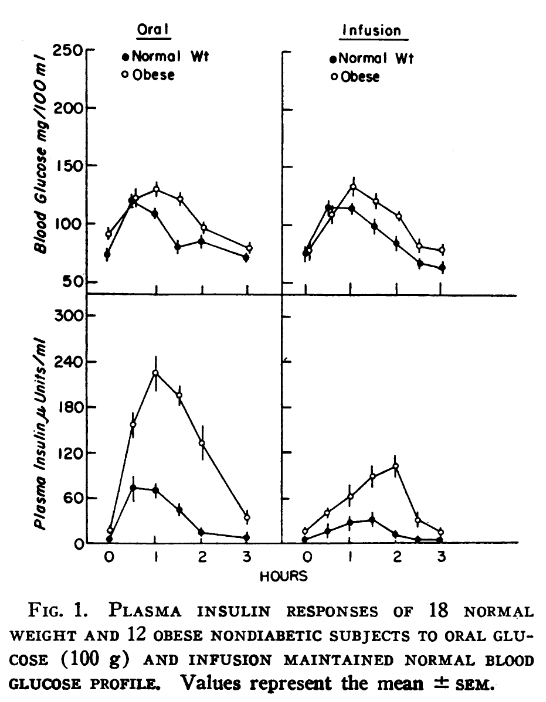 Oral
Infusion
Normal Wt
Obese
Normal Wt
Obese
Blood Glucose mg/100 ml
250
200
150
100
50
Plasma Insulin μ Units/ml
300
240
180
120
60
0
0 1 2 3 0 1 2 3
HOURS
FIG. 1. PLASMA INSULIN RESPONSES OF 18 NORMAL
WEIGHT AND 12 OBESE NONDIABETIC SUBJECTS TO ORAL GLU-
COSE (100 g) AND INFUSION MAINTAINED NORMAL BLOOD
GLUCOSE PROFILE. Values represent the mean ± SEM.